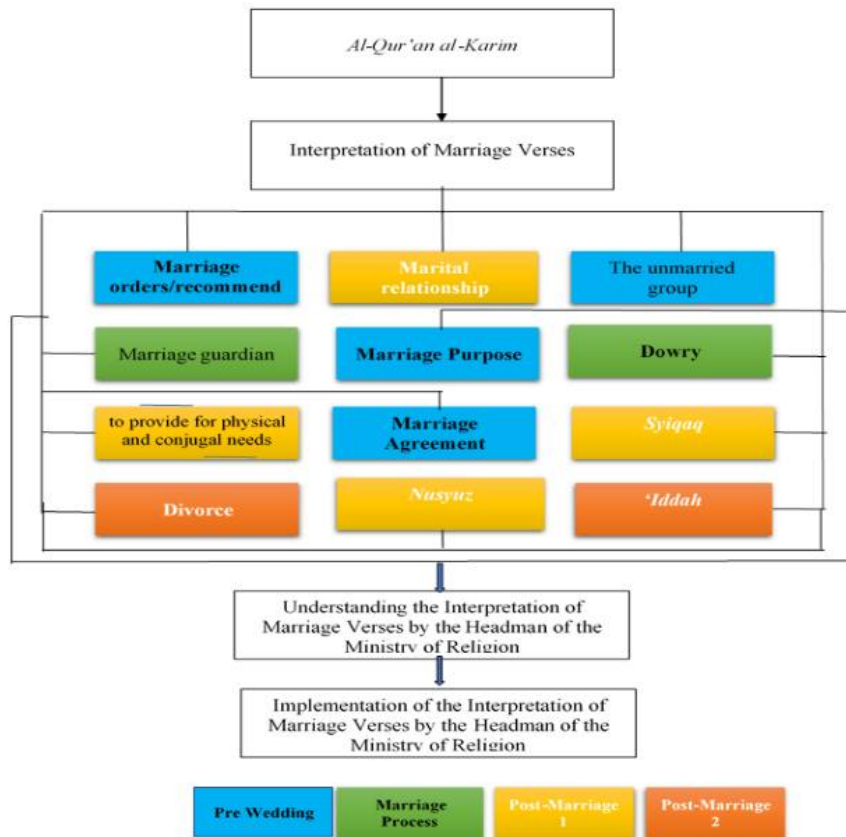 Al-Qur'an al-Karim
Interpretation of Marriage Verses
Marriage
orders/recommend
Marital
relationship
The unmarried
group
Marriage guardian
Marriage Purpose
Dowry
to provide for physical
and conjugal needs
Marriage
Agreement
Syiqaq
Divorce
Nusyuz
'Iddah
Understanding the Interpretation of
Marriage Verses by the Headman of the
Ministry of Religion
Implementation of the Interpretation of
Marriage Verses by the Headman of the
Ministry of Religion
Pre Wedding
Marriage
Process
Post-Marriage
1
Post-Marriage
2